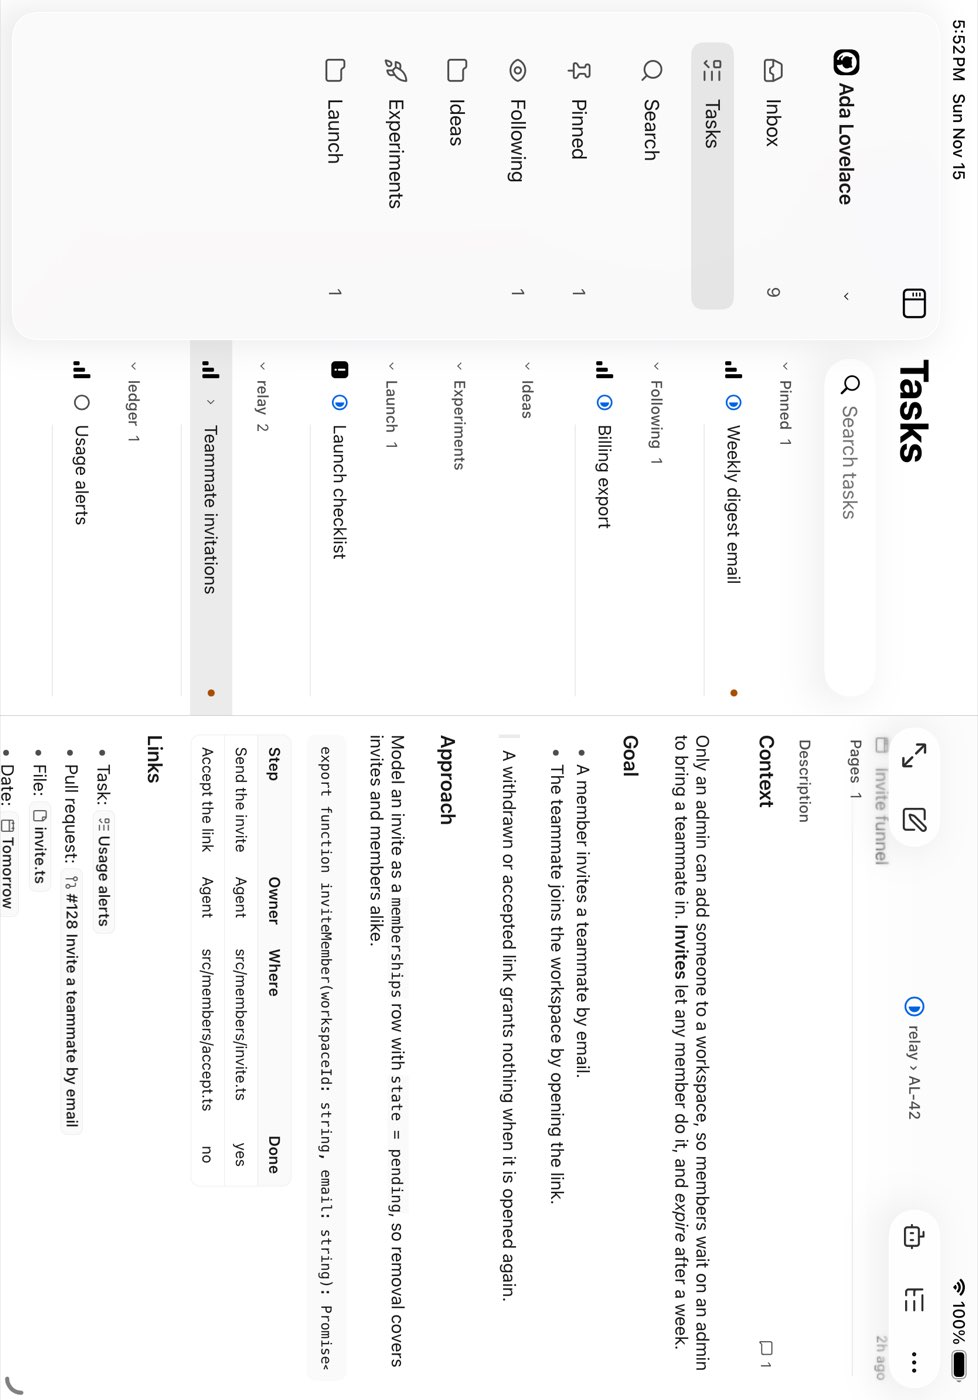 5:52 PM Sun Nov 15
100%
Ada Lovelace
Inbox 9
Tasks
Search
Pinned 1
Following 1
Ideas
Experiments
Launch 1
Tasks
Search tasks
Pinned 1
Weekly digest email
Following 1
Billing export
Ideas
Experiments
Launch 1
Launch checklist
relay 2
Teammate invitations
ledger 1
Usage alerts
relay › AL-42
Invite funnel 2h ago
Pages 1
Description
Context 1
Only an admin can add someone to a workspace, so members wait on an admin
to bring a teammate in. Invites let any member do it, and expire after a week.
Goal
• A member invites a teammate by email.
• The teammate joins the workspace by opening the link.
A withdrawn or accepted link grants nothing when it is opened again.
Approach
Model an invite as a memberships row with state = pending, so removal covers
invites and members alike.
export function inviteMember(workspaceId: string, email: string): Promise<
Step Owner Where Done
Send the invite Agent src/members/invite.ts yes
Accept the link Agent src/members/accept.ts no
Links
• Task: Usage alerts
• Pull request: #128 Invite a teammate by email
• File: invite.ts
• Date: Tomorrow